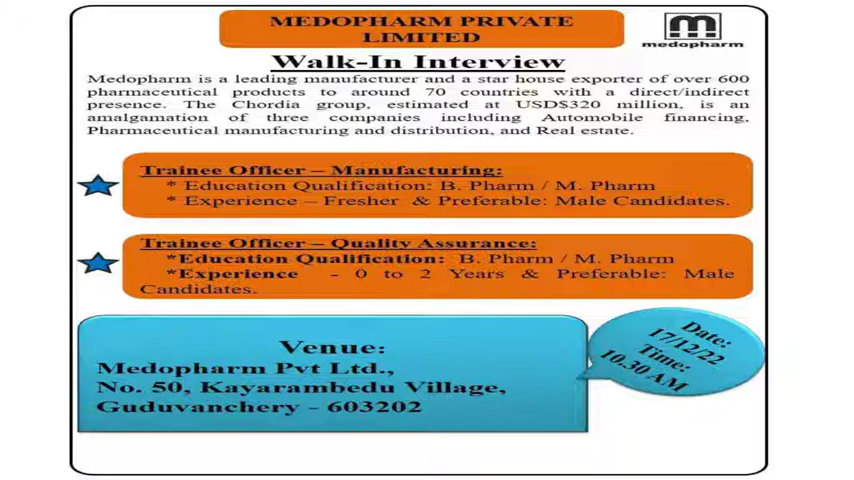 MEDOPHARM PRIVATE
LIMITED
medopharm
Walk-In Interview
Medopharm is a leading manufacturer and a star house exporter of over 600
pharmaceutical products to around 70 countries with a direct/indirect
presence. The Chordia group, estimated at USD$320 million, is an
amalgamation of three companies including Automobile financing,
Pharmaceutical manufacturing and distribution, and Real estate.
Trainee Officer – Manufacturing:
* Education Qualification: B. Pharm / M. Pharm
* Experience – Fresher & Preferable: Male Candidates.
Trainee Officer – Quality Assurance:
*Education Qualification: B. Pharm / M. Pharm
*Experience - 0 to 2 Years & Preferable: Male
Candidates.
Venue:
Medopharm Pvt Ltd.,
No. 50, Kayarambedu Village,
Guduvanchery - 603202
Date:
17/12/22
Time:
10.30 AM